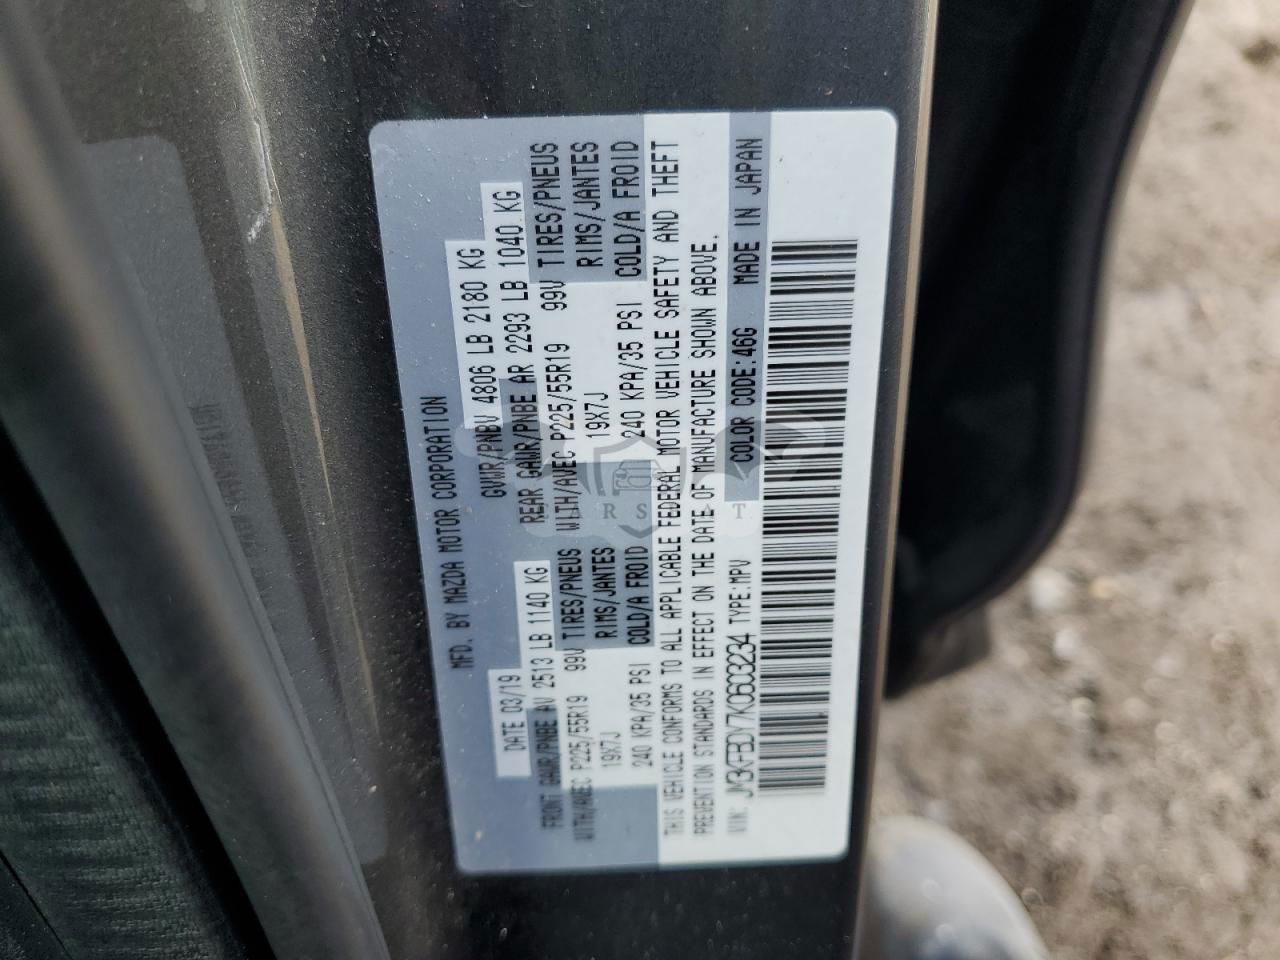 MFD. BY MAZDA MOTOR CORPORATION
DATE 03/19 GVWR/PNBV 4806 LB 2180 KG
FRONT GAWR/PNBE AV 2513 LB 1140 KG REAR GAWR/PNBE AR 2293 LB 1040 KG
WITH/AVEC P225/55R19 99V TIRES/PNEUS WITH/AVEC P225/55R19 99V TIRES/PNEUS
19X7J RIMS/JANTES 19X7J RIMS/JANTES
240 KPA/35 PSI COLD/A FROID 240 KPA/35 PSI COLD/A FROID
THIS VEHICLE CONFORMS TO ALL APPLICABLE FEDERAL MOTOR VEHICLE SAFETY AND THEFT
PREVENTION STANDARDS IN EFFECT ON THE DATE OF MANUFACTURE SHOWN ABOVE.
VIN: JM3KFBDY7K0603234 TYPE:MPV COLOR CODE:46G MADE IN JAPAN